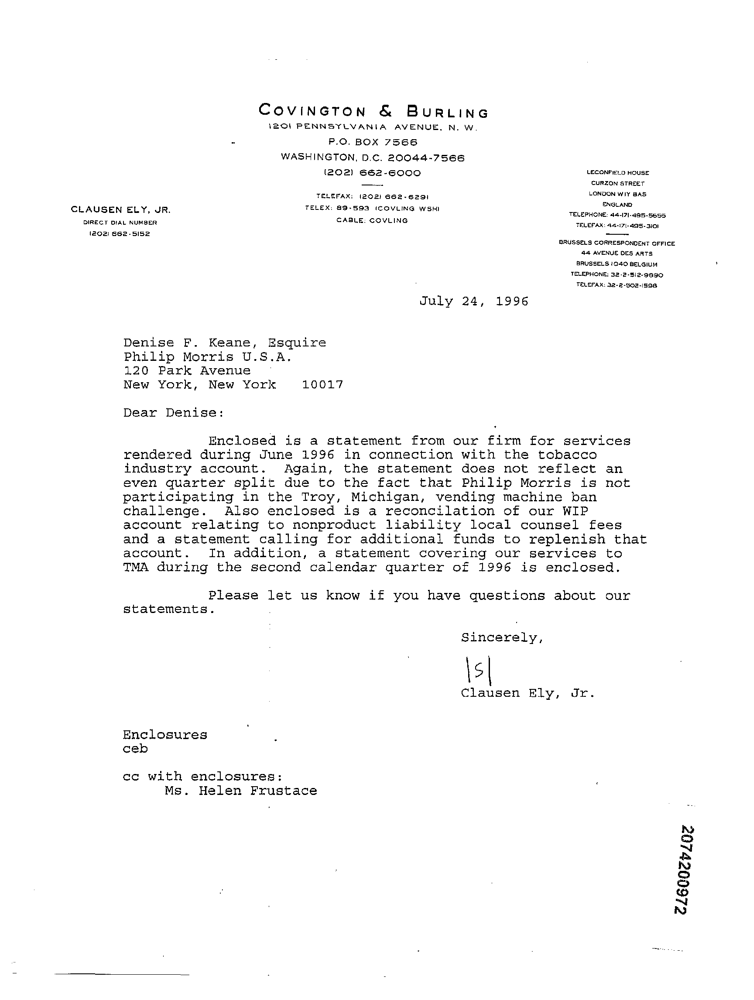 COVINGTON & BURLING
1201 PENNSYLVANIA AVENUE, N. W.
P.O. BOX 7566
WASHINGTON, D.C. 20044-7566
(202) 662-6000
TELEFAX: (202) 662-6291
TELEX: 89-593 (COVLING WSH)
CABLE: COVLING
CLAUSEN ELY, JR.
DIRECT DIAL NUMBER
(202) 662-5152
LECONFIELD HOUSE
CURZON STREET
LONDON W1Y 8AS
ENGLAND
TELEPHONE: 44-171-495-5655
TELEFAX: 44-171-495-3101
BRUSSELS CORRESPONDENT OFFICE
44 AVENUE DES ARTS
BRUSSELS 1040 BELGIUM
TELEPHONE: 32-2-512-9890
TELEFAX: 32-2-502-1598
July 24, 1996
Denise F. Keane, Esquire
Philip Morris U.S.A.
120 Park Avenue
New York, New York 10017
Dear Denise:
Enclosed is a statement from our firm for services
rendered during June 1996 in connection with the tobacco
industry account. Again, the statement does not reflect an
even quarter split due to the fact that Philip Morris is not
participating in the Troy, Michigan, vending machine ban
challenge. Also enclosed is a reconcilation of our WIP
account relating to nonproduct liability local counsel fees
and a statement calling for additional funds to replenish that
account. In addition, a statement covering our services to
TMA during the second calendar quarter of 1996 is enclosed.
Please let us know if you have questions about our
statements.
Sincerely,
|s|
Clausen Ely, Jr.
Enclosures
ceb
cc with enclosures:
Ms. Helen Frustace
2074200972